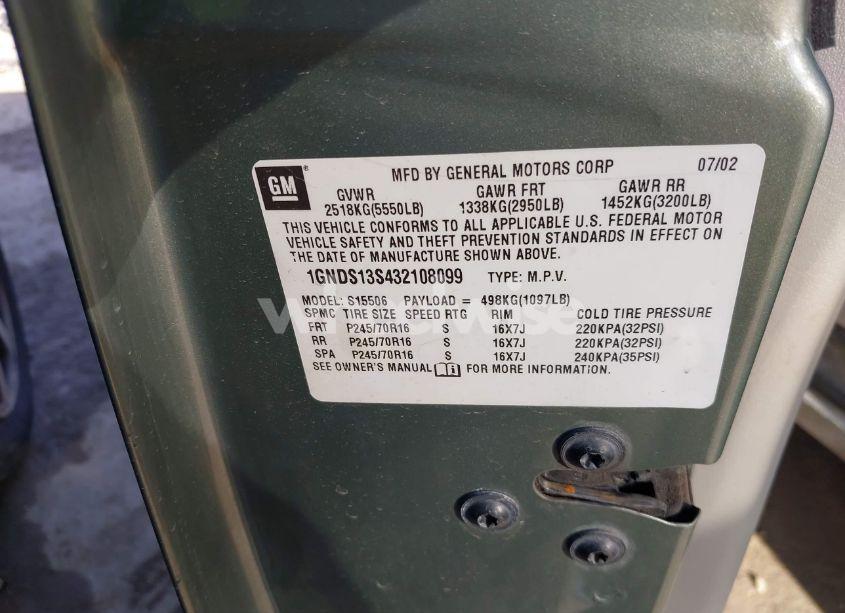 GM
MFD BY GENERAL MOTORS CORP 07/02
GVWR GAWR FRT GAWR RR
2518KG(5550LB) 1338KG(2950LB) 1452KG(3200LB)
THIS VEHICLE CONFORMS TO ALL APPLICABLE U.S. FEDERAL MOTOR
VEHICLE SAFETY AND THEFT PREVENTION STANDARDS IN EFFECT ON
THE DATE OF MANUFACTURE SHOWN ABOVE.
1GNDS13S432108099 TYPE: M.P.V.
MODEL: S15506 PAYLOAD = 498KG(1097LB)
SPMC TIRE SIZE SPEED RTG RIM COLD TIRE PRESSURE
FRT P245/70R16 S 16X7J 220KPA(32PSI)
RR P245/70R16 S 16X7J 220KPA(32PSI)
SPA P245/70R16 S 16X7J 240KPA(35PSI)
SEE OWNER'S MANUAL FOR MORE INFORMATION.